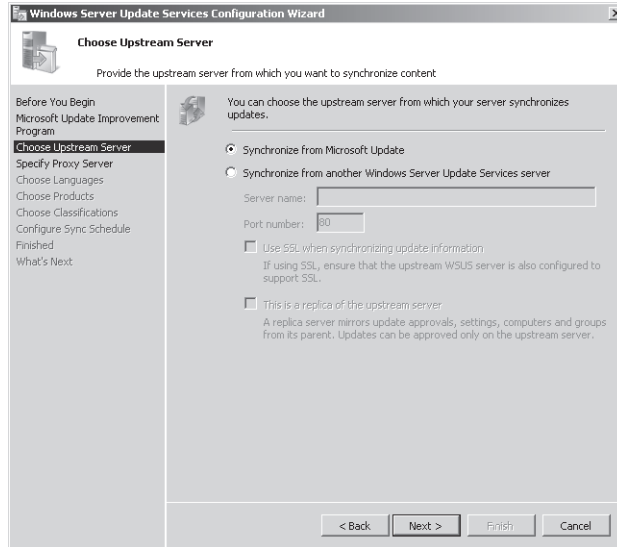 Windows Server Update Services Configuration Wizard
Choose Upstream Server
Provide the upstream server from which you want to synchronize content
Before You Begin
Microsoft Update Improvement
Program
Choose Upstream Server
Specify Proxy Server
Choose Languages
Choose Products
Choose Classifications
Configure Sync Schedule
Finished
What's Next
You can choose the upstream server from which your server synchronizes
updates.
Synchronize from Microsoft Update
Synchronize from another Windows Server Update Services server
Server name:
Port number: 80
Use SSL when synchronizing update information
If using SSL, ensure that the upstream WSUS server is also configured to
support SSL.
This is a replica of the upstream server
A replica server mirrors update approvals, settings, computers and groups
from its parent. Updates can be approved only on the upstream server.
< Back Next > Finish Cancel